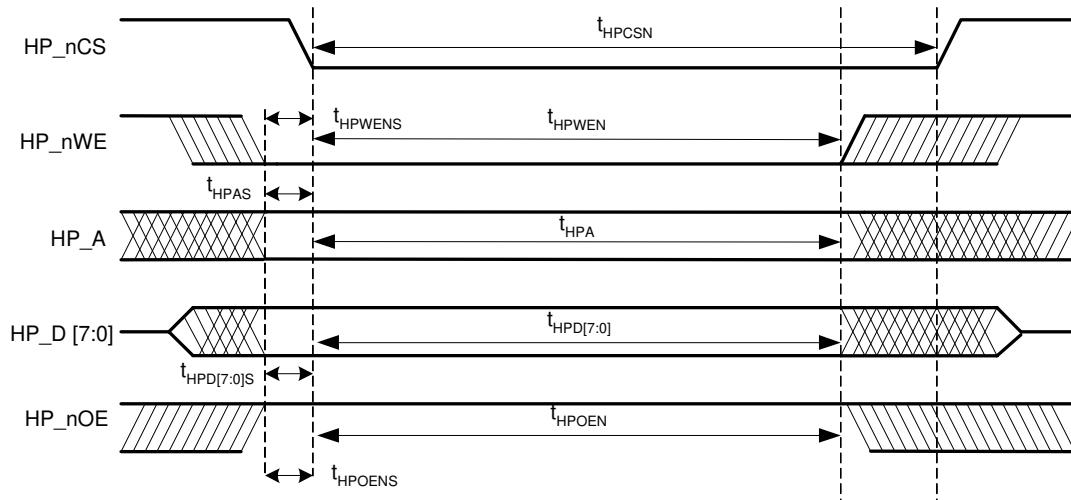 HP_nCS
tHPCSN
HP_nWE
tHPWENS
tHPWEN
tHPAS
HP_A
tHPA
HP_D [7:0]
tHPD[7:0]
tHPD[7:0]S
HP_nOE
tHPOEN
tHPOENS